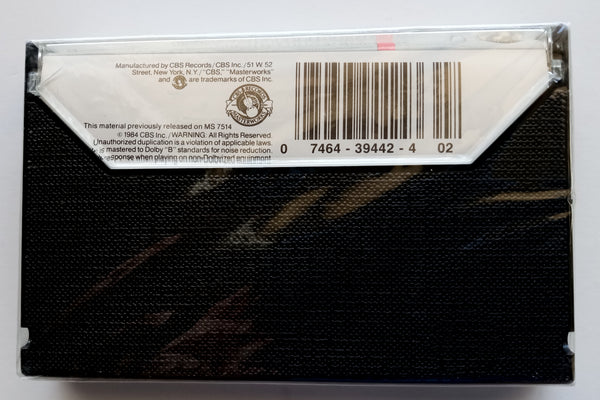 Manufactured by CBS Records/CBS Inc./51 W. 52
Street, New York, N.Y./"CBS," "Masterworks"
and are trademarks of CBS Inc.
CBS RECORDS
MASTERWORKS
This material previously released on MS 7514
℗ 1984 CBS Inc./WARNING: All Rights Reserved.
Unauthorized duplication is a violation of applicable laws.
is mastered to Dolby "B" standards for noise reduction.
response when playing on non-Dolbyized equipment
0 7464-39442-4 02